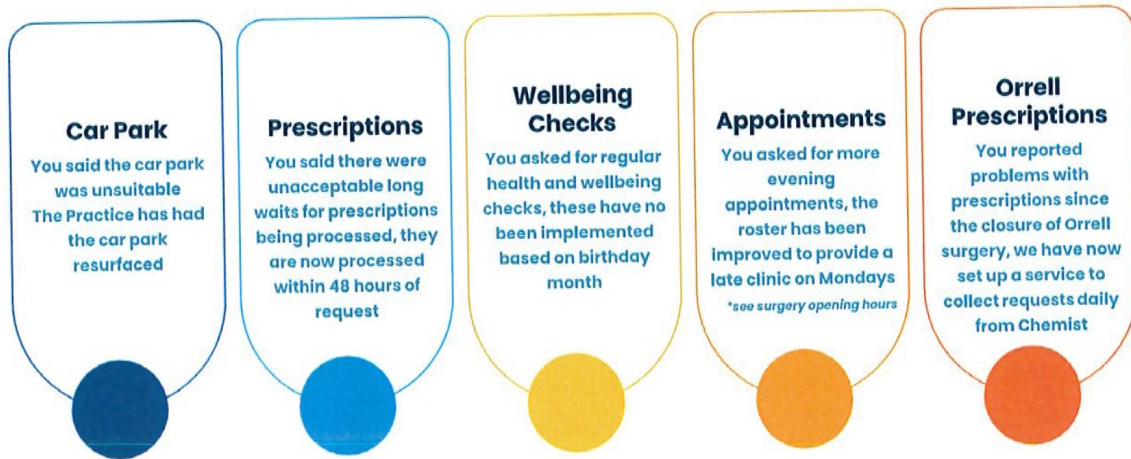 Car Park
You said the car park
was unsuitable
The Practice has had
the car park
resurfaced
Prescriptions
You said there were
unacceptable long
waits for prescriptions
being processed, they
are now processed
within 48 hours of
request
Wellbeing
Checks
You asked for regular
health and wellbeing
checks, these have no
been implemented
based on birthday
month
Appointments
You asked for more
evening
appointments, the
roster has been
improved to provide a
late clinic on Mondays
*see surgery opening hours
Orrell
Prescriptions
You reported
problems with
prescriptions since
the closure of Orrell
surgery, we have now
set up a service to
collect requests daily
from Chemist